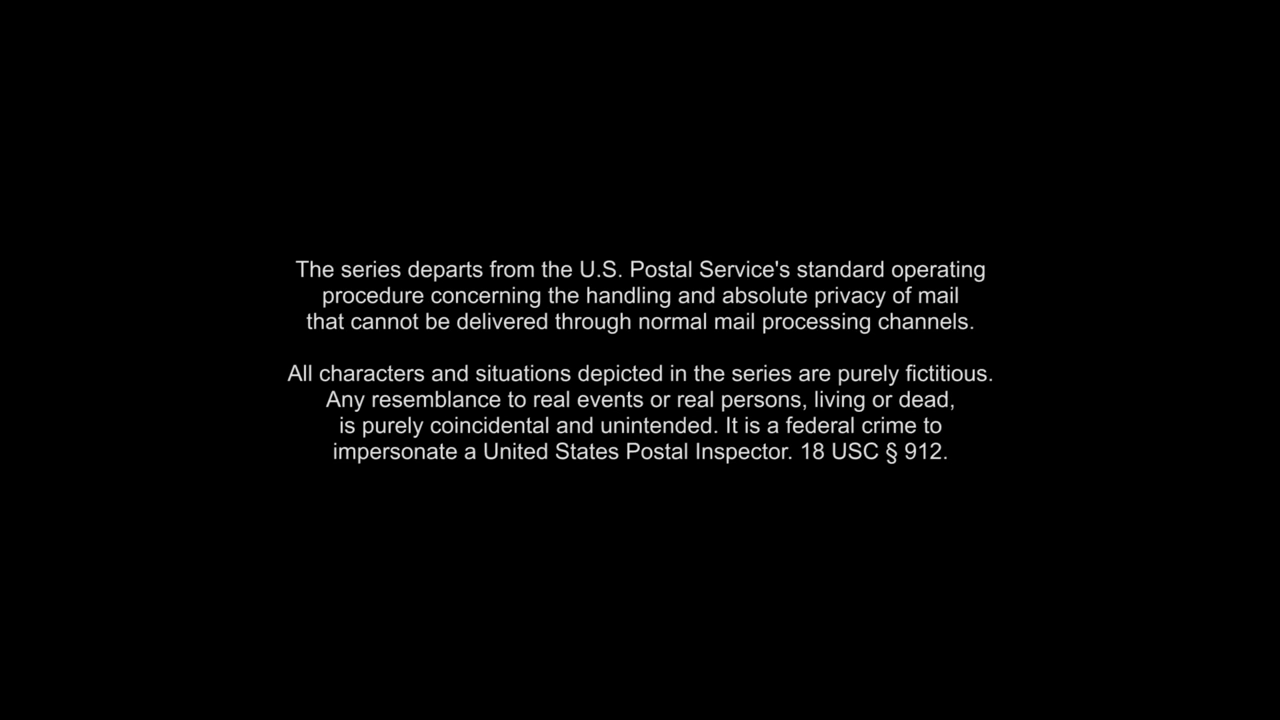 The series departs from the U.S. Postal Service's standard operating
procedure concerning the handling and absolute privacy of mail
that cannot be delivered through normal mail processing channels.
All characters and situations depicted in the series are purely fictitious.
Any resemblance to real events or real persons, living or dead,
is purely coincidental and unintended. It is a federal crime to
impersonate a United States Postal Inspector. 18 USC § 912.